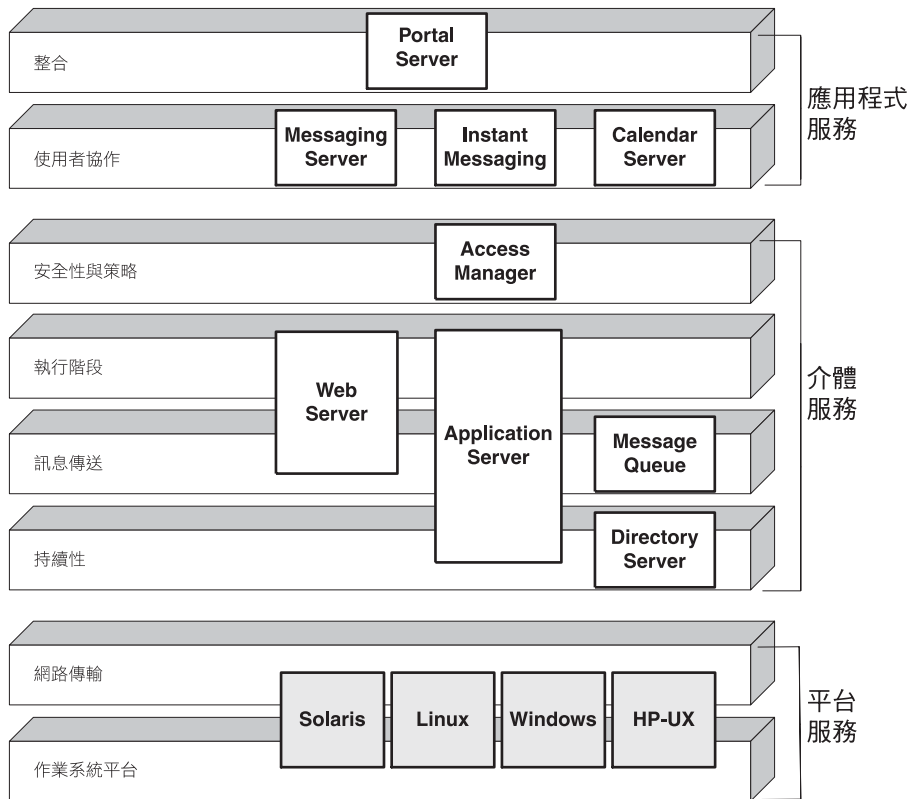 Portal
Server
整合
應用程式
服務
Messaging
Server
Instant
Messaging
Calendar
Server
使用者協作
Access
Manager
安全性與策略
執行階段
介體
服務
Web
Server
Application
Server
Message
Queue
訊息傳送
Directory
Server
持續性
網路傳輸
平台
服務
Solaris
Linux
Windows
HP-UX
作業系統平台